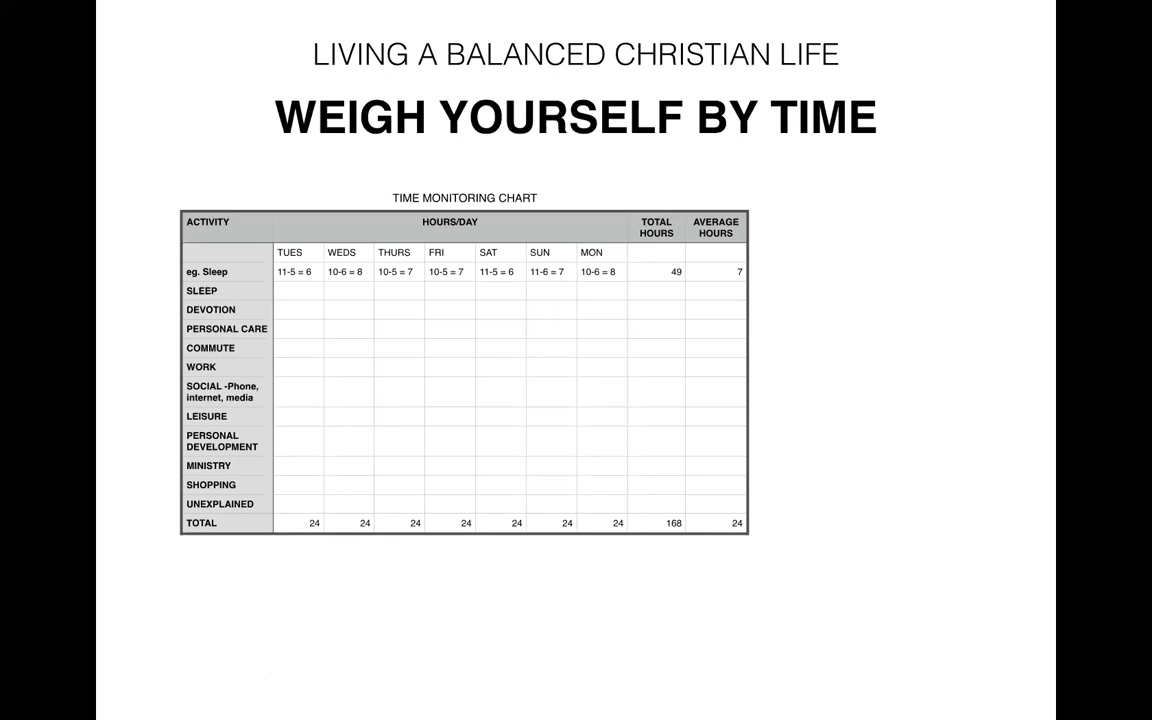 LIVING A BALANCED CHRISTIAN LIFE
WEIGH YOURSELF BY TIME
TIME MONITORING CHART
ACTIVITY HOURS/DAY TOTAL HOURS AVERAGE HOURS
TUES WEDS THURS FRI SAT SUN MON
eg. Sleep 11-5 = 6 10-6 = 8 10-5 = 7 10-5 = 7 11-5 = 6 11-6 = 7 10-6 = 8 49 7
SLEEP
DEVOTION
PERSONAL CARE
COMMUTE
WORK
SOCIAL -Phone,
internet, media
LEISURE
PERSONAL
DEVELOPMENT
MINISTRY
SHOPPING
UNEXPLAINED
TOTAL 24 24 24 24 24 24 24 168 24